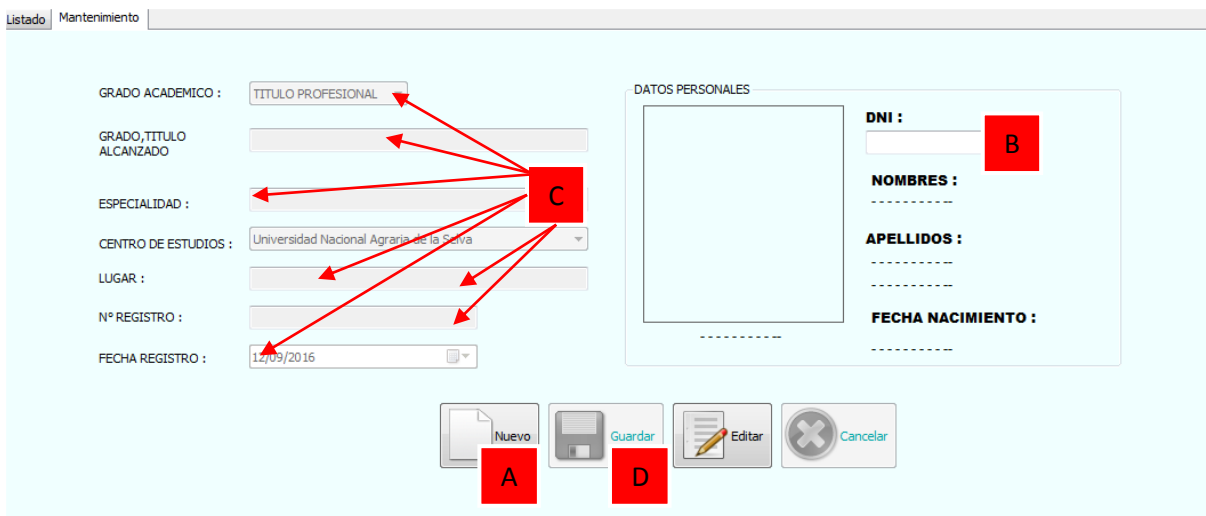 Listado Mantenimiento
GRADO ACADEMICO : TITULO PROFESIONAL
GRADO,TITULO
ALCANZADO
ESPECIALIDAD :
CENTRO DE ESTUDIOS : Universidad Nacional Agraria de la Selva
LUGAR :
Nº REGISTRO :
FECHA REGISTRO : 12/09/2016
C
DATOS PERSONALES
DNI :
B
NOMBRES :
-----------
APELLIDOS :
-----------
-----------
FECHA NACIMIENTO :
-----------
-----------
Nuevo Guardar Editar Cancelar
A D